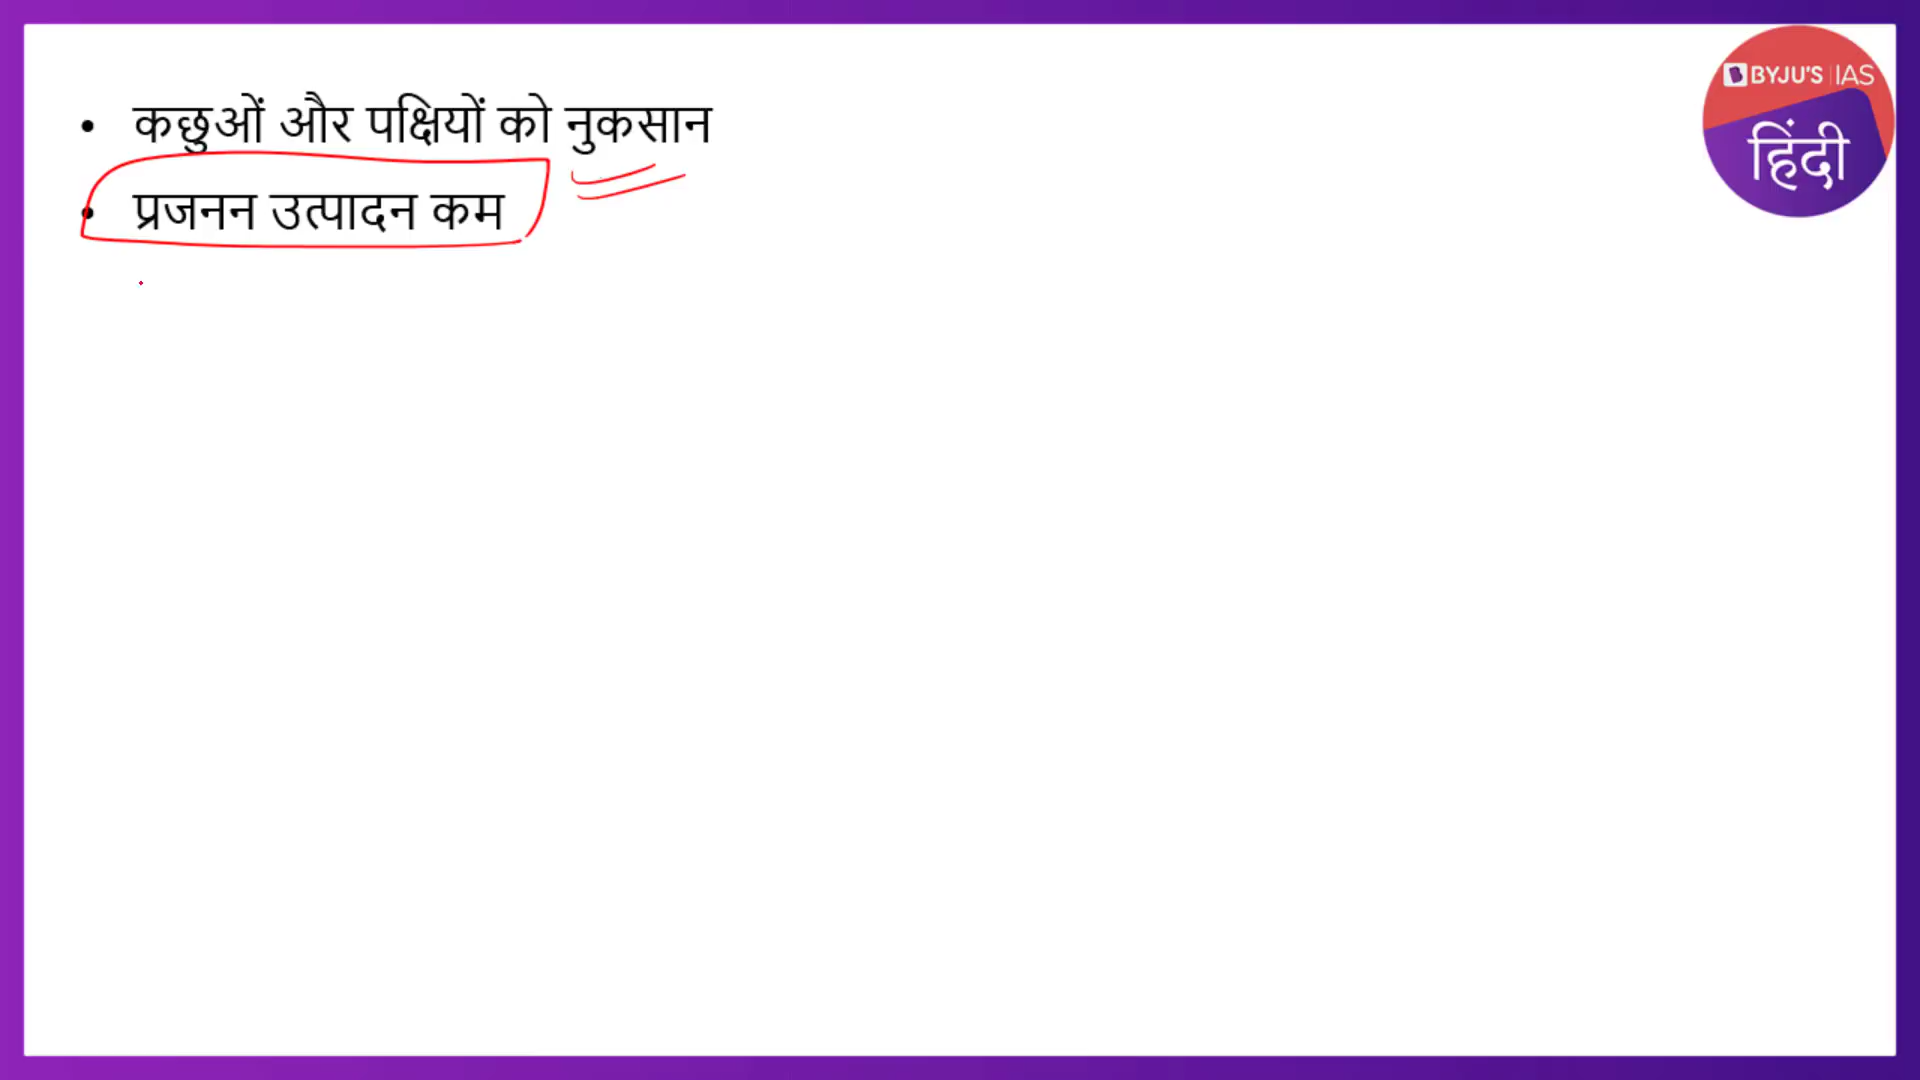 • कछुओं और पक्षियों को नुकसान
• प्रजनन उत्पादन कम
BYJU'S | IAS
हिंदी